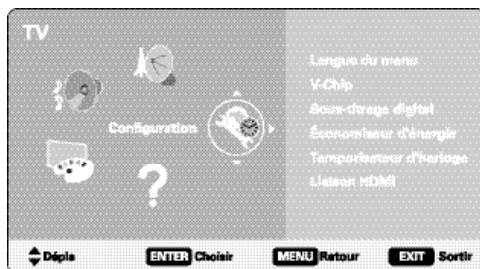 TV
Configuration
Langue du menu
V-Chip
Sous-titrage digital
Économiseur d'énergie
Temporisateur d'horloge
Liaison HDMI
Dépla ENTER Choisir MENU Retour EXIT Sortir